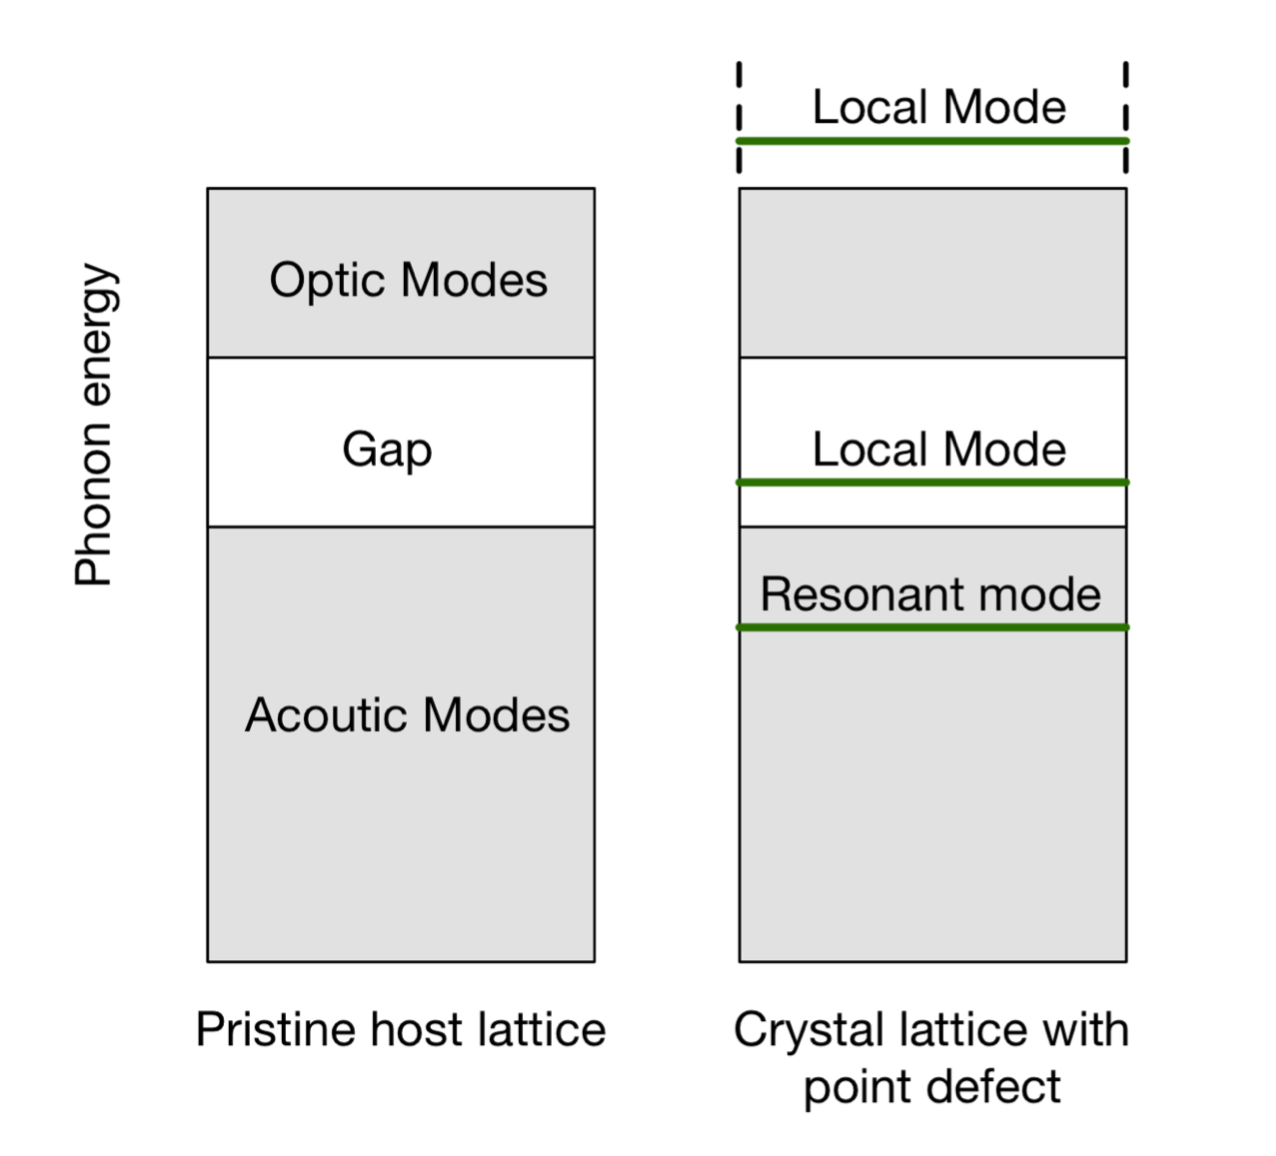 Phonon energy
Optic Modes
Gap
Acoutic Modes
Pristine host lattice
Local Mode
Local Mode
Resonant mode
Crystal lattice with
point defect